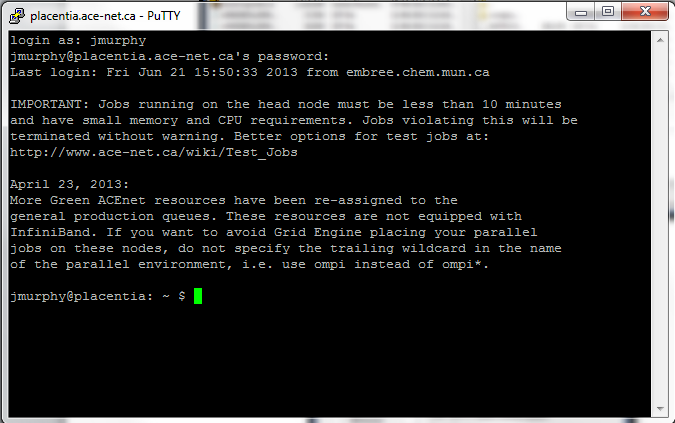 placentia.ace-net.ca - PuTTY
login as: jmurphy
jmurphy@placentia.ace-net.ca's password:
Last login: Fri Jun 21 15:50:33 2013 from embree.chem.mun.ca
IMPORTANT: Jobs running on the head node must be less than 10 minutes
and have small memory and CPU requirements. Jobs violating this will be
terminated without warning. Better options for test jobs at:
http://www.ace-net.ca/wiki/Test_Jobs
April 23, 2013:
More Green ACEnet resources have been re-assigned to the
general production queues. These resources are not equipped with
InfiniBand. If you want to avoid Grid Engine placing your parallel
jobs on these nodes, do not specify the trailing wildcard in the name
of the parallel environment, i.e. use ompi instead of ompi*.
jmurphy@placentia: ~ $